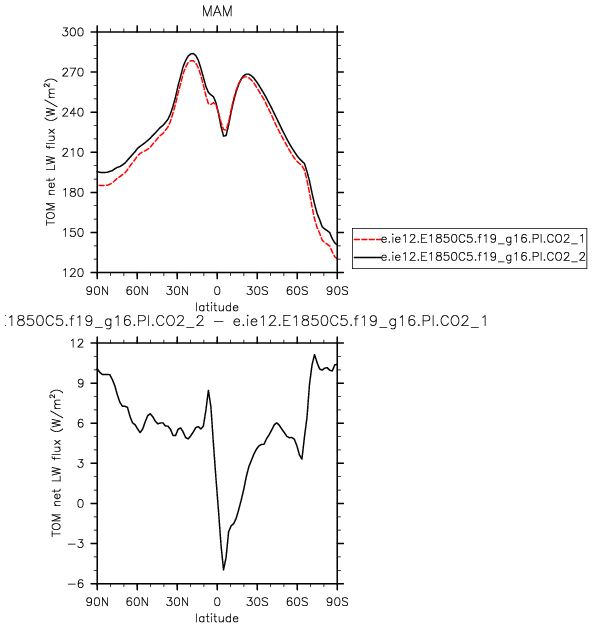 MAM
300
270
240
210
180
150
120
TOM net LW flux (W/m²)
90N 60N 30N 0 30S 60S 90S
latitude
e.ie12.E1850C5.f19_g16.PI.CO2_1
e.ie12.E1850C5.f19_g16.PI.CO2_2
:1850C5.f19_g16.PI.CO2_2 − e.ie12.E1850C5.f19_g16.PI.CO2_1
12
9
6
3
0
−3
−6
TOM net LW flux (W/m²)
90N 60N 30N 0 30S 60S 90S
latitude